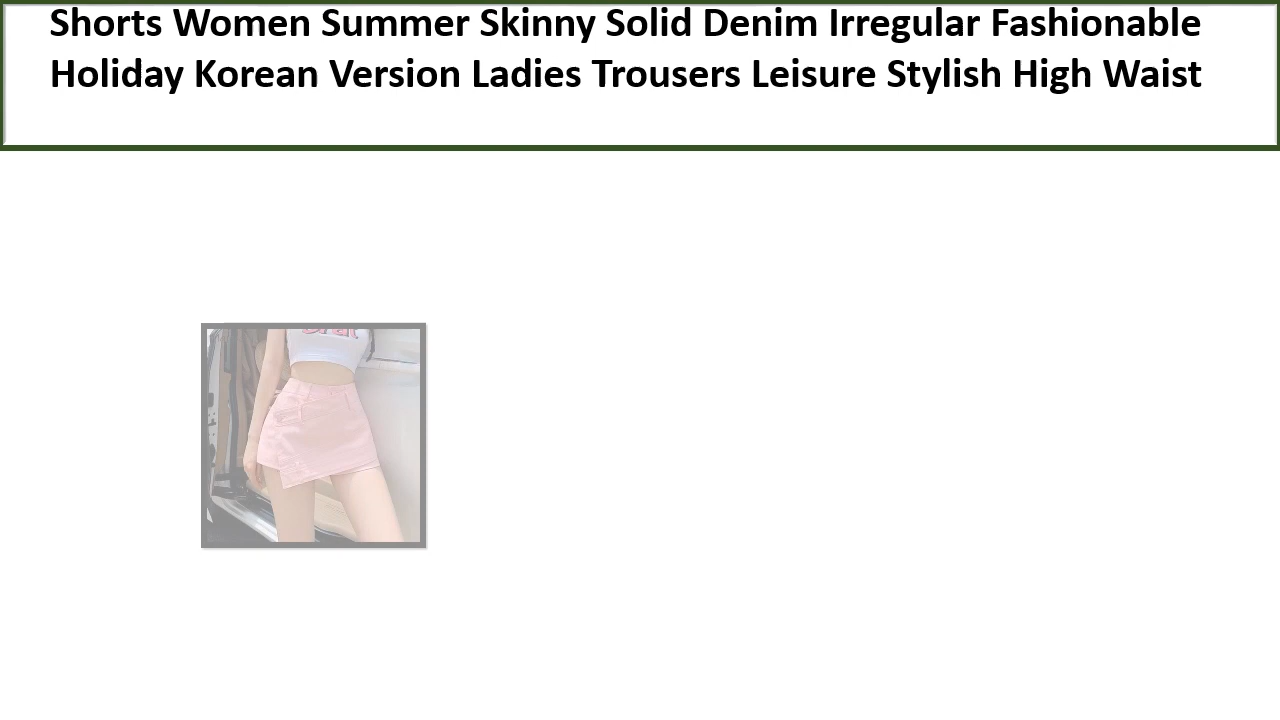 Shorts Women Summer Skinny Solid Denim Irregular Fashionable
Holiday Korean Version Ladies Trousers Leisure Stylish High Waist